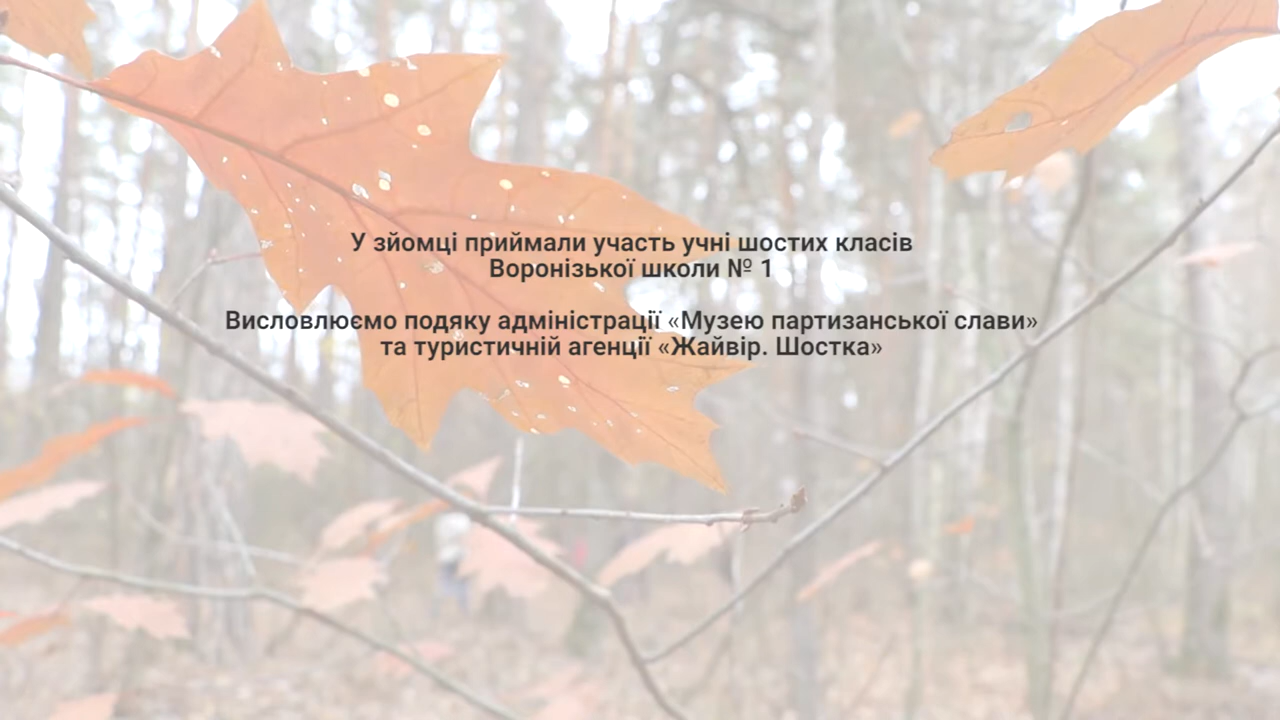 У зйомці приймали участь учні шостих класів
Воронізької школи № 1
Висловлюємо подяку адміністрації «Музею партизанської слави»
та туристичній агенції «Жайвір. Шостка»